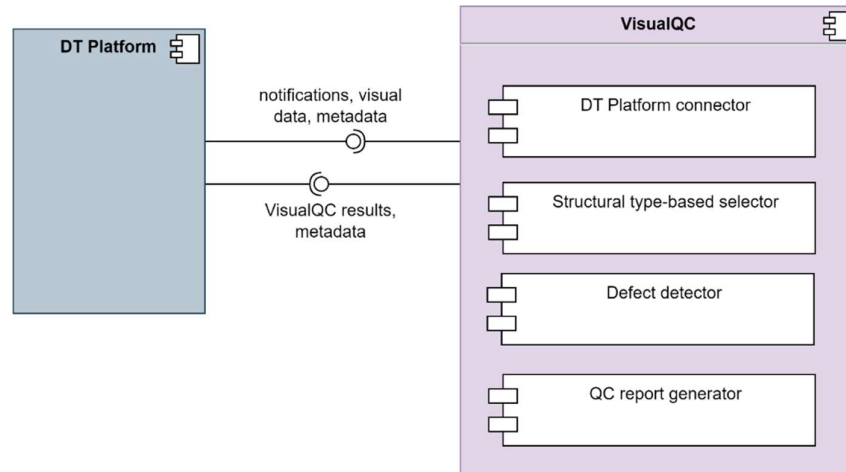 DT Platform
notifications, visual
data, metadata
VisualQC results,
metadata
VisualQC
DT Platform connector
Structural type-based selector
Defect detector
QC report generator